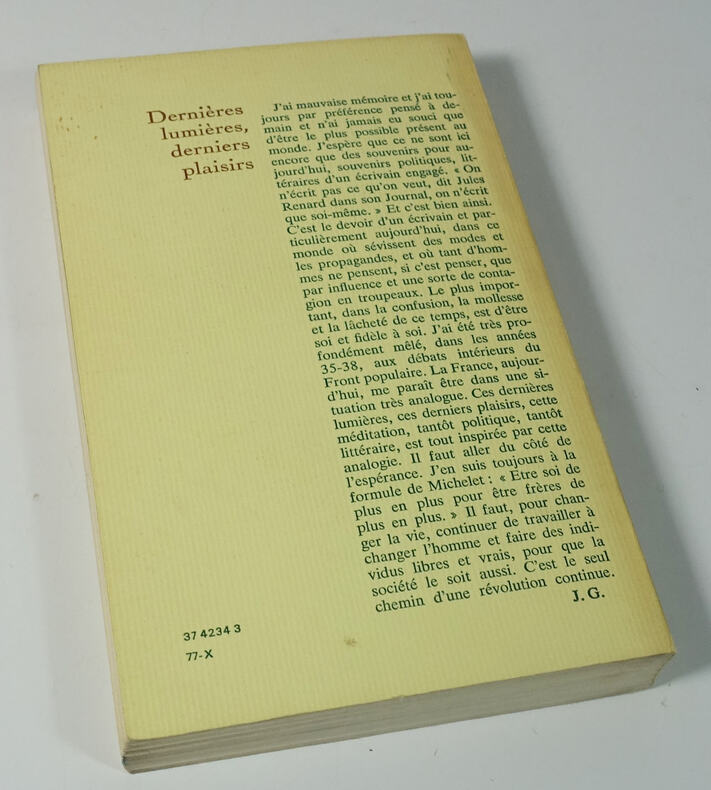 Dernières
lumières,
derniers
plaisirs
J'ai mauvaise mémoire et j'ai tou-
jours par préférence pensé à de-
main et n'ai jamais eu souci que
d'être le plus possible présent au
monde. J'espère que ce ne sont ici
encore que des souvenirs pour au-
jourd'hui, souvenirs politiques, lit-
téraires d'un écrivain engagé. « On
n'écrit pas ce qu'on veut, dit Jules
Renard dans son Journal, on n'écrit
que soi-même. » Et c'est bien ainsi.
C'est le devoir d'un écrivain et par-
ticulièrement aujourd'hui, dans ce
monde où sévissent des modes et
les propagandes, et où tant d'hom-
mes ne pensent, si c'est penser, que
par influence et une sorte de conta-
gion en troupeaux. Le plus impor-
tant, dans la confusion, la mollesse
et la lâcheté de ce temps, est d'être
soi et fidèle à soi. J'ai été très pro-
fondément mêlé, dans les années
35-38, aux débats intérieurs du
Front populaire. La France, aujour-
d'hui, me paraît être dans une si-
tuation très analogue. Ces dernières
lumières, ces derniers plaisirs, cette
méditation, tantôt politique, tantôt
littéraire, est tout inspirée par cette
analogie. Il faut aller du côté de
l'espérance. J'en suis toujours à la
formule de Michelet : « Etre soi de
plus en plus pour être frères de
plus en plus. » Il faut, pour chan-
ger la vie, continuer de travailler à
changer l'homme et faire des indi-
vidus libres et vrais, pour que la
société le soit aussi. C'est le seul
chemin d'une révolution continue.
J. G.
37 4234 3
77-X